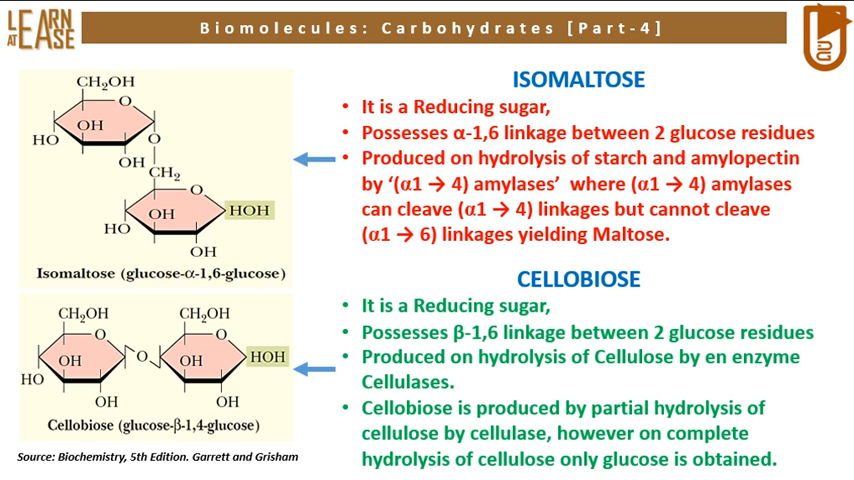 LEARN
AT EASE
Biomolecules: Carbohydrates [Part-4]
CH₂OH
O
OH
HO
OH
O
CH₂
O
OH
HOH
HO
OH
Isomaltose (glucose-α-1,6-glucose)
ISOMALTOSE
• It is a Reducing sugar,
• Possesses α-1,6 linkage between 2 glucose residues
• Produced on hydrolysis of starch and amylopectin
by ‘(α1 → 4) amylases’ where (α1 → 4) amylases
can cleave (α1 → 4) linkages but cannot cleave
(α1 → 6) linkages yielding Maltose.
CH₂OH CH₂OH
O O
OH O OH HOH
HO
OH OH
Cellobiose (glucose-β-1,4-glucose)
Source: Biochemistry, 5th Edition. Garrett and Grisham
CELLOBIOSE
• It is a Reducing sugar,
• Possesses β-1,6 linkage between 2 glucose residues
• Produced on hydrolysis of Cellulose by en enzyme
Cellulases.
• Cellobiose is produced by partial hydrolysis of
cellulose by cellulase, however on complete
hydrolysis of cellulose only glucose is obtained.